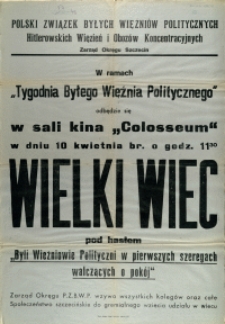 POLSKI ZWIĄZEK BYŁYCH WIĘŹNIÓW POLITYCZNYCH
Hitlerowskich Więzień i Obozów Koncentracyjnych
Zarząd Okręgu Szczecin
W ramach
„Tygodnia Byłego Więźnia Politycznego"
odbędzie się
w sali kina „Colosseum"
w dniu 10 kwietnia br. o godz. 11³⁰
WIELKI WIEC
pod hasłem
„Byli Więźniowie Polityczni w pierwszych szeregach
walczących o pokój"
Zarząd Okręgu P.Z.B.W.P. wzywa wszystkich kolegów oraz całe
Społeczeństwo szczecińskie do gromadnego wzięcia udziału w wiecu